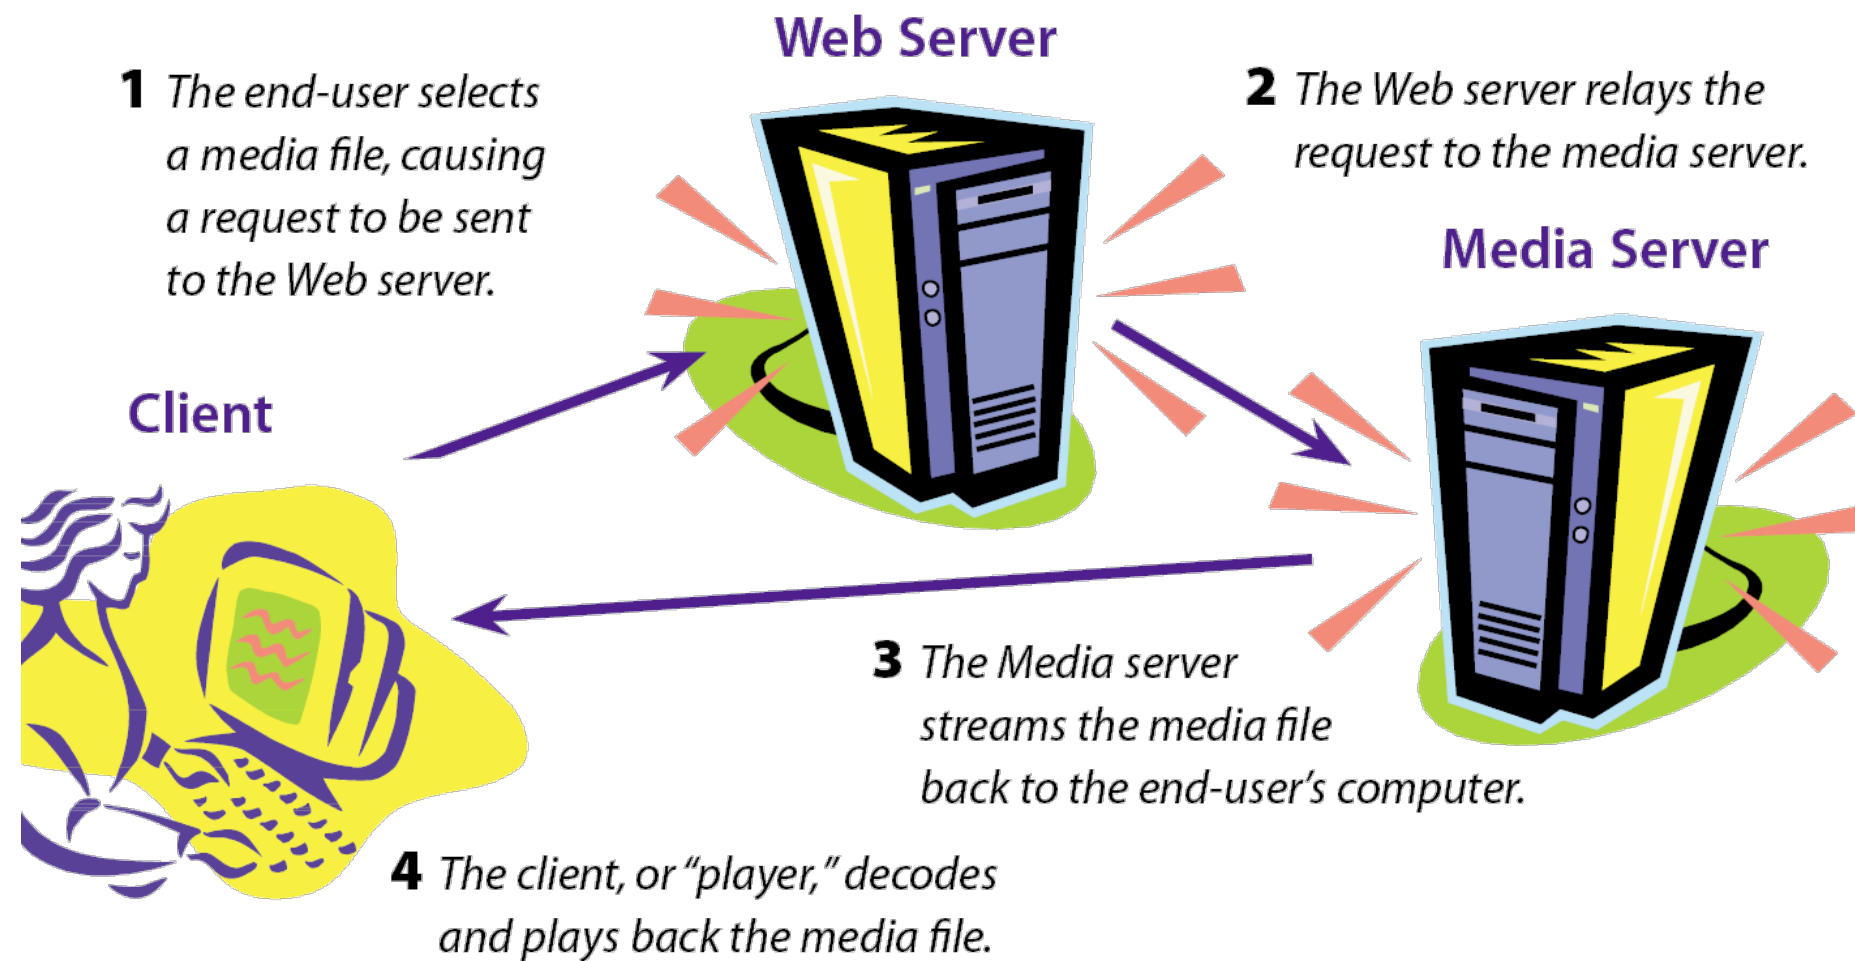 Web Server
1 The end-user selects
a media file, causing
a request to be sent
to the Web server.
2 The Web server relays the
request to the media server.
Media Server
Client
3 The Media server
streams the media file
back to the end-user's computer.
4 The client, or “player,” decodes
and plays back the media file.